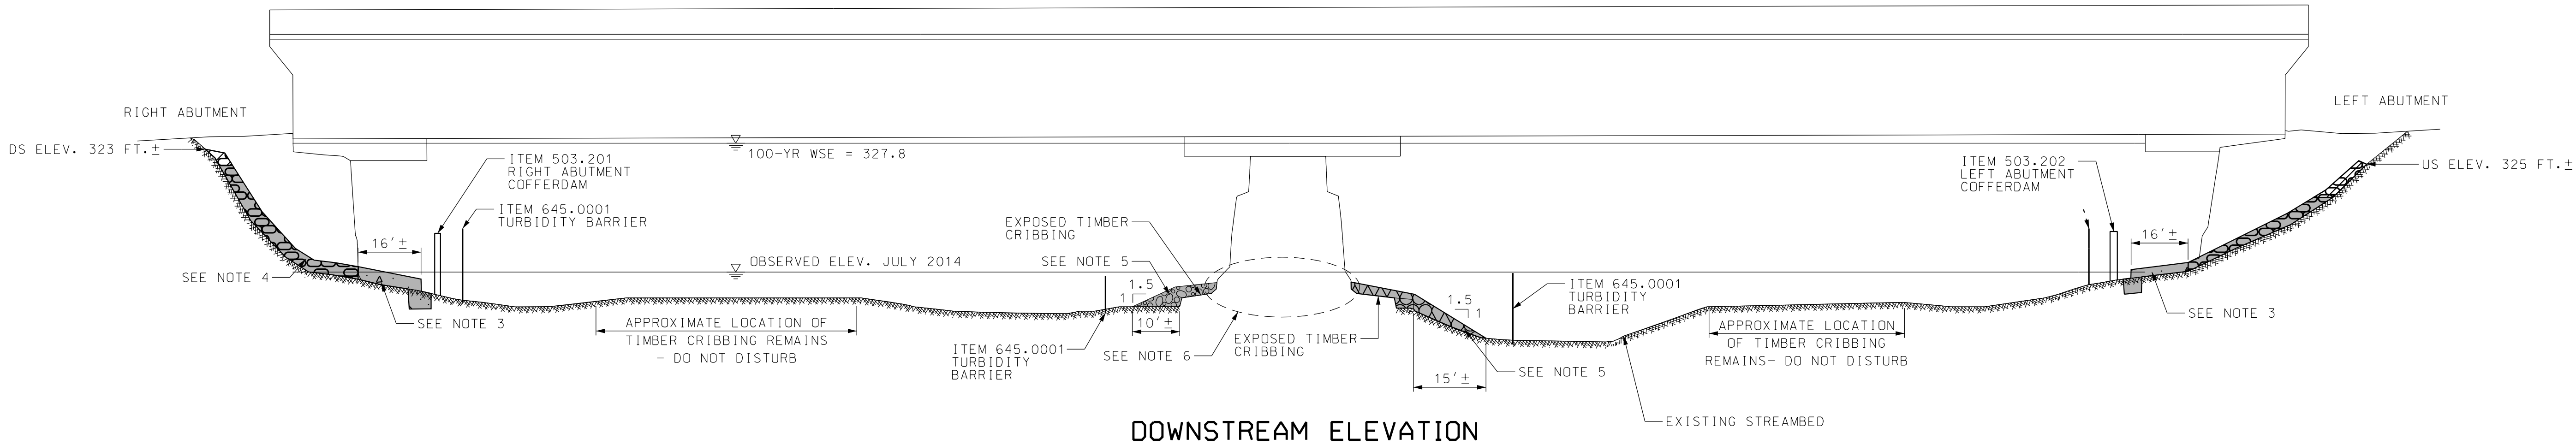 RIGHT ABUTMENT
LEFT ABUTMENT
DS ELEV. 323 FT.±
100-YR WSE = 327.8
US ELEV. 325 FT.±
ITEM 503.201
RIGHT ABUTMENT
COFFERDAM
ITEM 645.0001
TURBIDITY BARRIER
ITEM 503.202
LEFT ABUTMENT
COFFERDAM
EXPOSED TIMBER
CRIBBING
16'±
16'±
SEE NOTE 4
OBSERVED ELEV. JULY 2014
SEE NOTE 5
1.5
1
1.5
1
ITEM 645.0001
TURBIDITY
BARRIER
SEE NOTE 3
APPROXIMATE LOCATION OF
TIMBER CRIBBING REMAINS
- DO NOT DISTURB
10'±
ITEM 645.0001
TURBIDITY
BARRIER
SEE NOTE 6
EXPOSED TIMBER
CRIBBING
APPROXIMATE LOCATION
OF TIMBER CRIBBING
REMAINS- DO NOT DISTURB
SEE NOTE 3
15'±
SEE NOTE 5
EXISTING STREAMBED
DOWNSTREAM ELEVATION